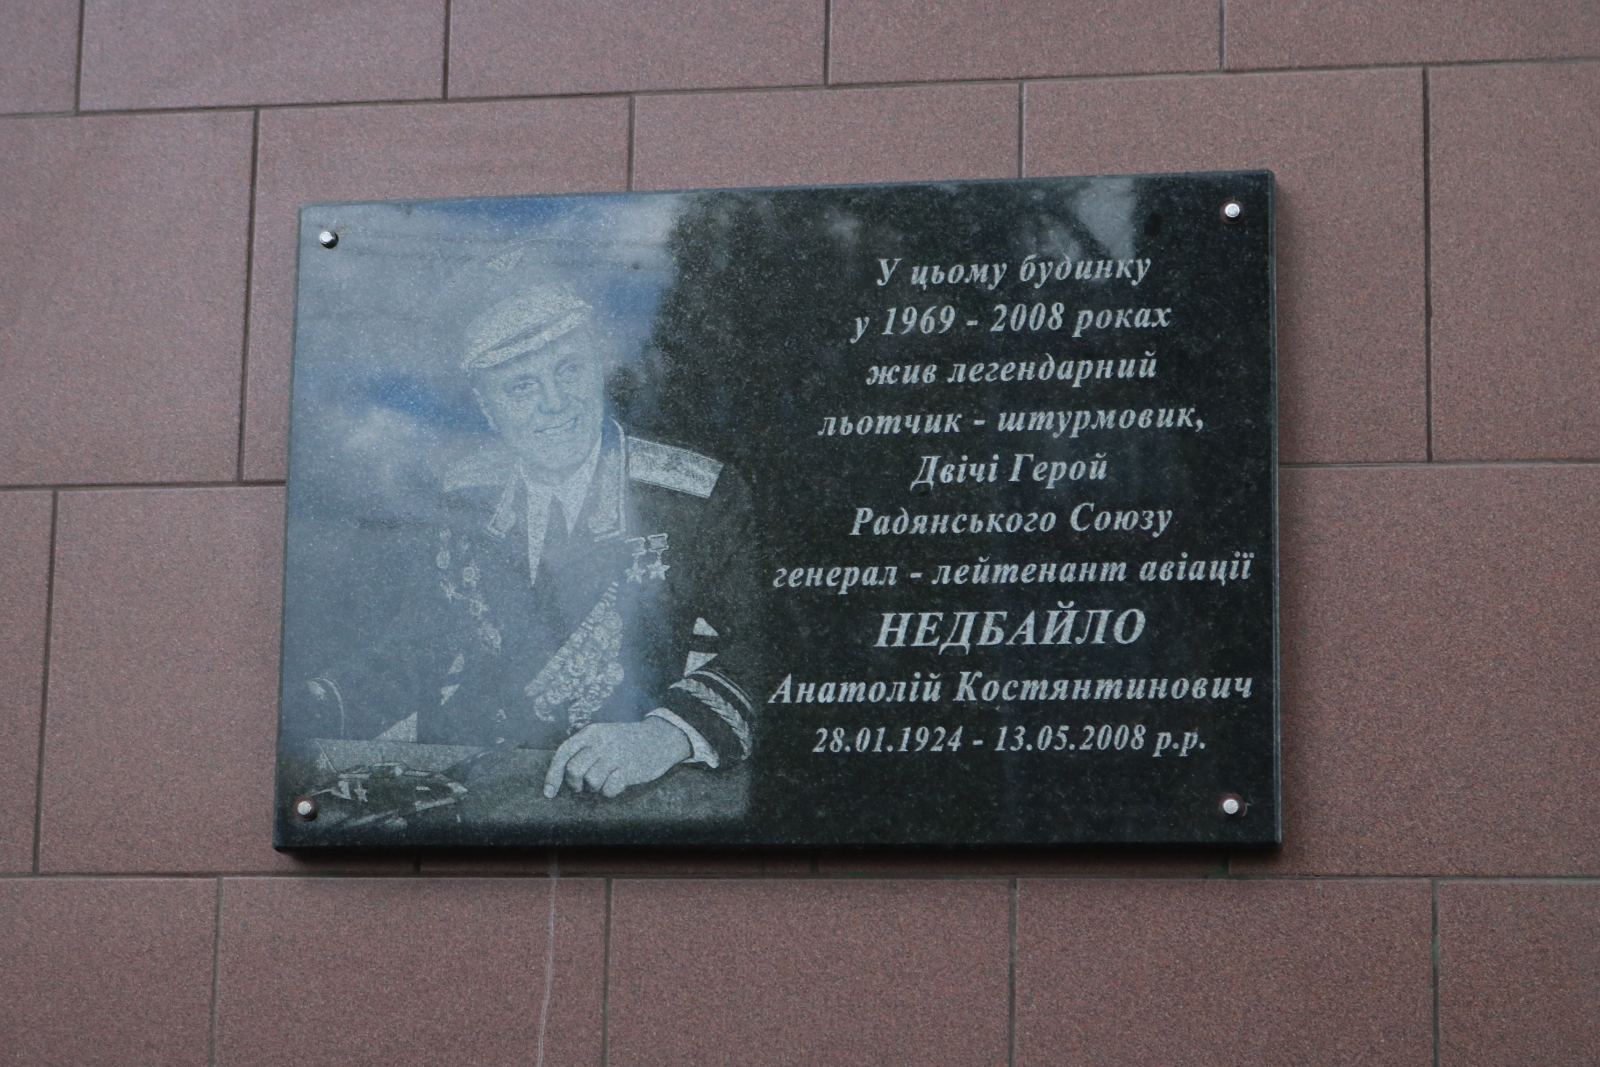 У цьому будинку
у 1969 - 2008 роках
жив легендарний
льотчик - штурмовик,
Двічі Герой
Радянського Союзу
генерал - лейтенант авіації
НЕДБАЙЛО
Анатолій Костянтинович
28.01.1924 - 13.05.2008 р.р.